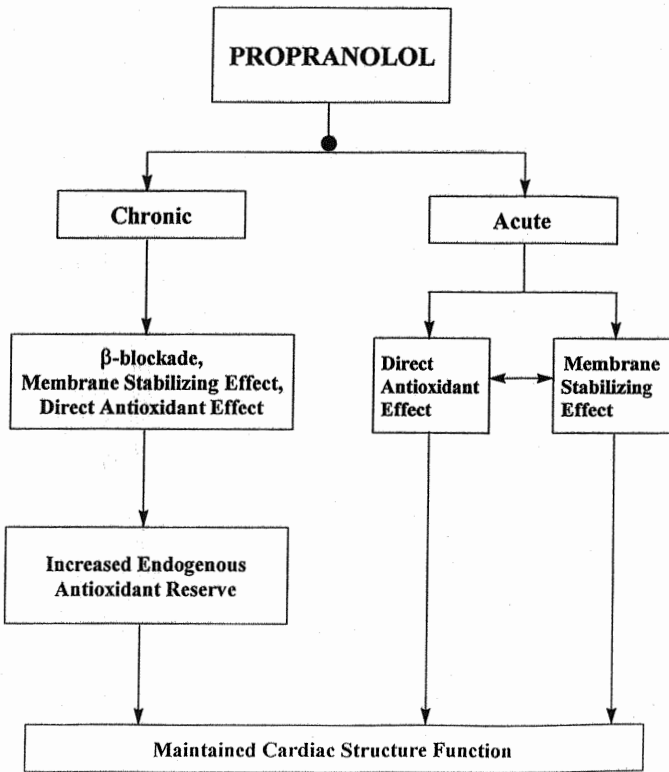 PROPRANOLOL
Chronic
Acute
β-blockade,
Membrane Stabilizing Effect,
Direct Antioxidant Effect
Direct
Antioxidant
Effect
Membrane
Stabilizing
Effect
Increased Endogenous
Antioxidant Reserve
Maintained Cardiac Structure Function